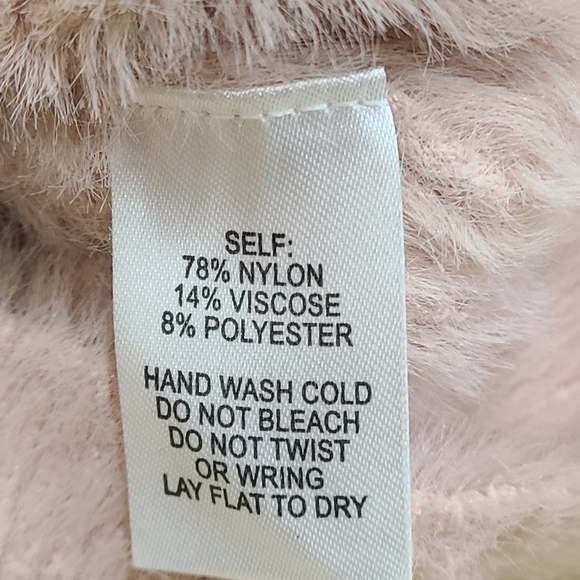 SELF:
78% NYLON
14% VISCOSE
8% POLYESTER
HAND WASH COLD
DO NOT BLEACH
DO NOT TWIST
OR WRING
LAY FLAT TO DRY